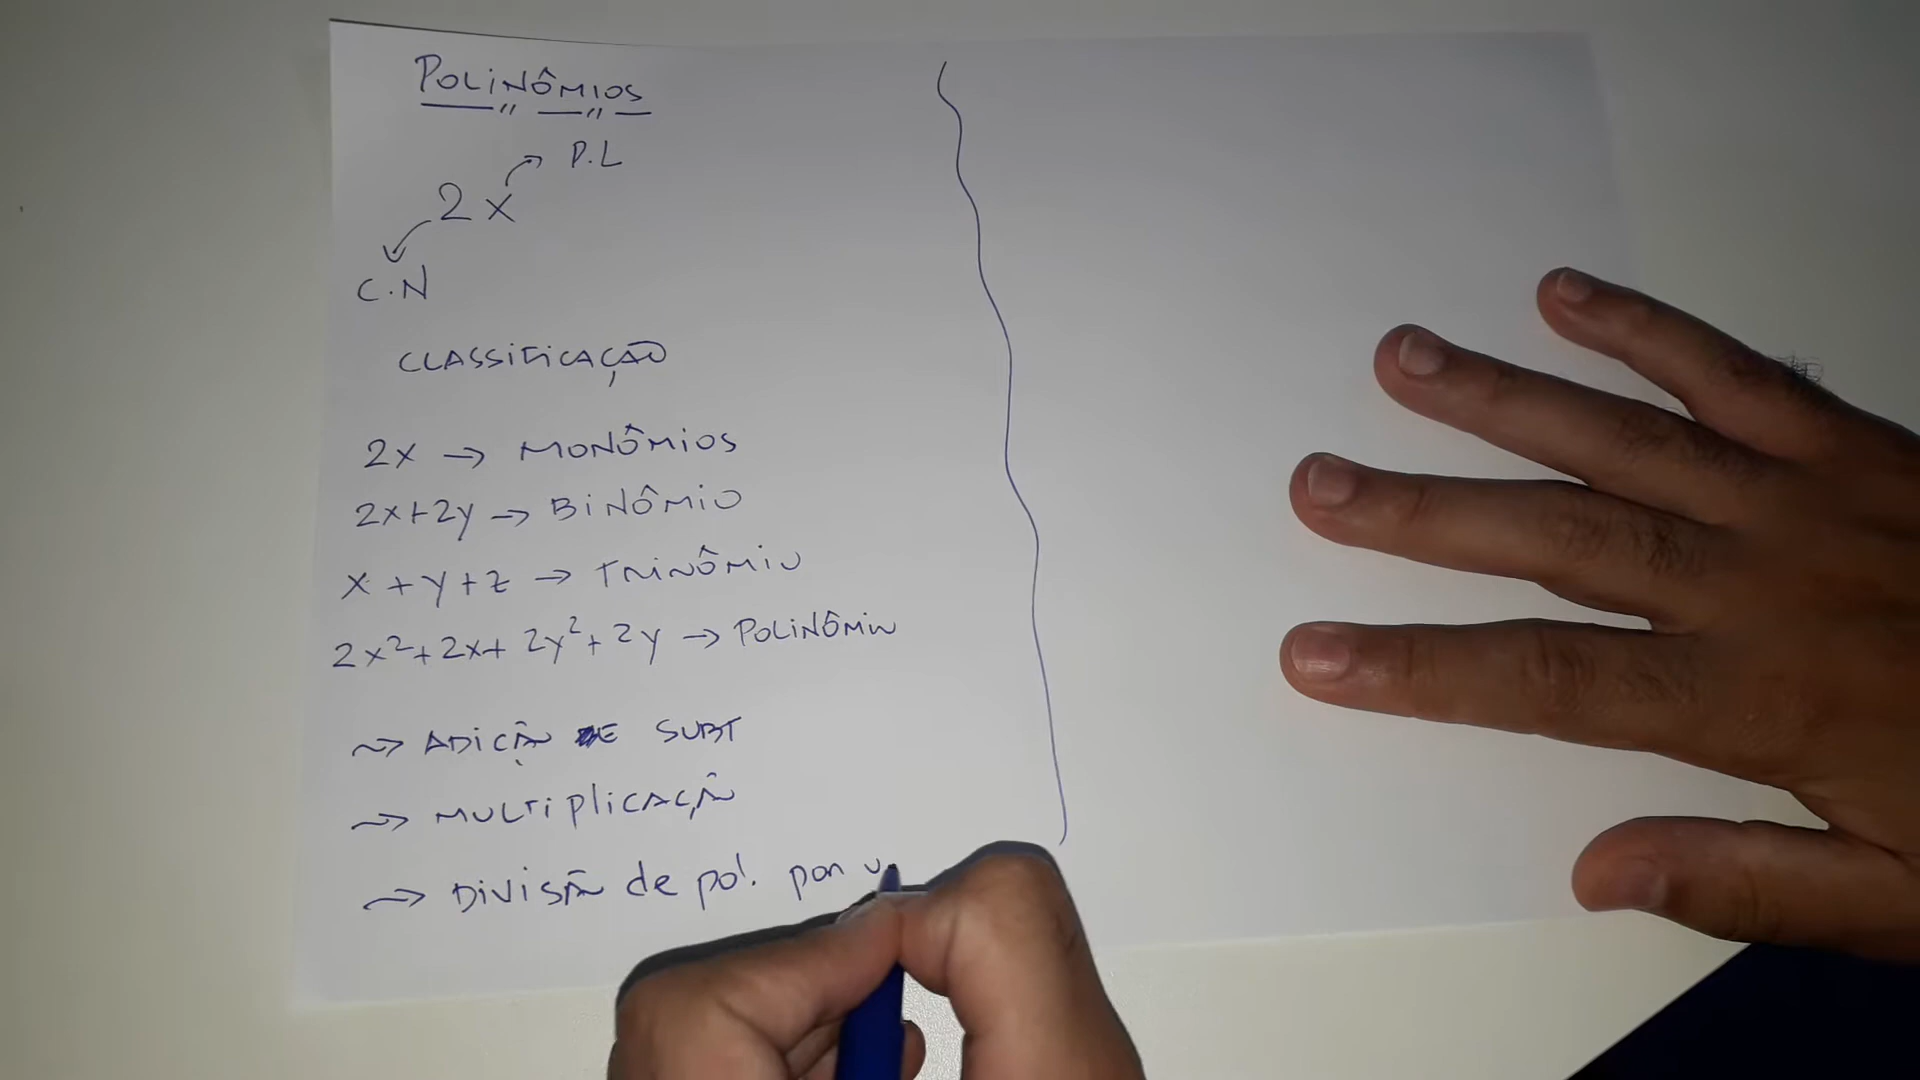 POLINÔMIOS
P.L
2x
C.N
CLASSIFICAÇÃO
2x → MONÔMIOS
2x+2y → BINÔMIO
x + y + z → TRINÔMIO
2x²+2x+ 2y²+2y → POLINÔMIO
~> ADIÇÃO E SUBT
~> MULTIPLICAÇÃO
~> DIVISÃO de pol. por